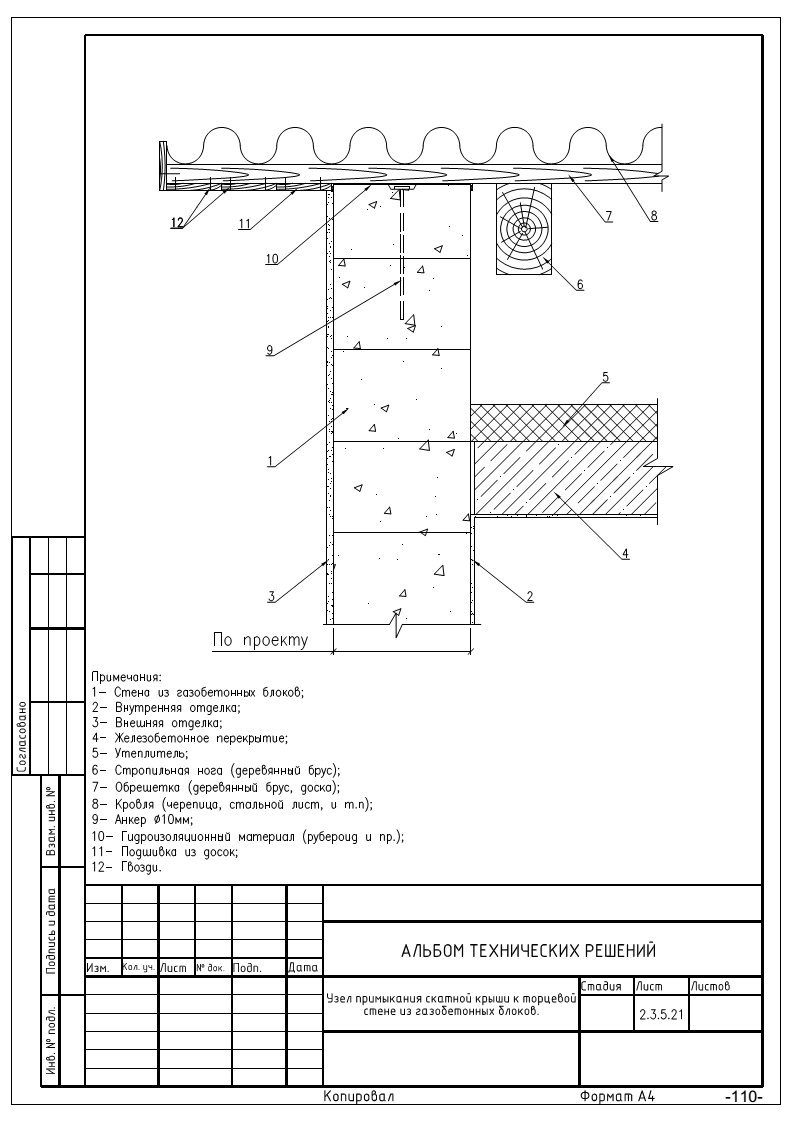 12
11
10
9
1
3
7
8
6
5
4
2
По проекту
Примечания:
1– Стена из газобетонных блоков;
2– Внутренняя отделка;
3– Внешняя отделка;
4– Железобетонное перекрытие;
5– Утеплитель;
6– Стропильная нога (деревянный брус);
7– Обрешетка (деревянный брус, доска);
8– Кровля (черепица, стальной лист, и т.п);
9– Анкер Ø10мм;
10– Гидроизоляционный материал (рубероид и пр.);
11– Подшивка из досок;
12– Гвозди.
Согласовано
Взам. инв. №
Подпись и дата
Инв. № подл.
Изм. Кол. уч. Лист № док. Подп. Дата
АЛЬБОМ ТЕХНИЧЕСКИХ РЕШЕНИЙ
Узел примыкания скатной крыши к торцевой
стене из газобетонных блоков.
Стадия Лист Листов
2.3.5.21
Копировал Формат А4 -110-